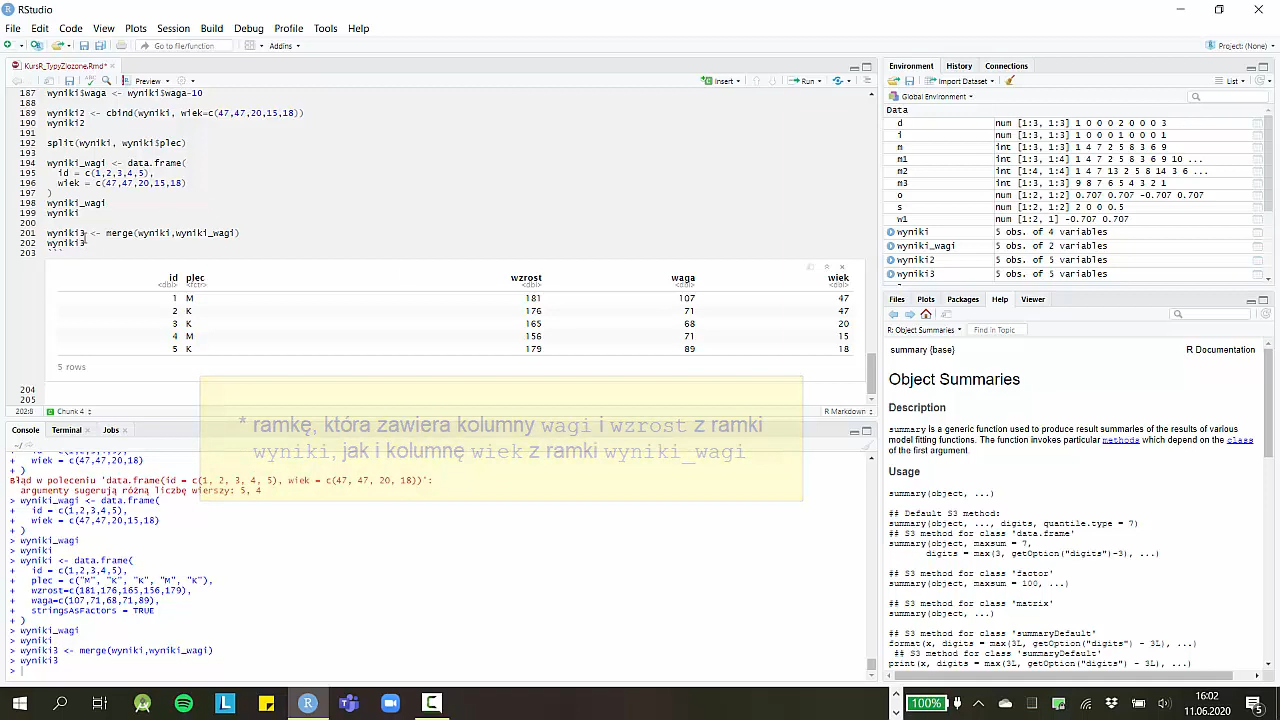 RStudio
File Edit Code View Plots Session Build Debug Profile Tools Help
Go to file/function Addins Project: (None)
KursR_TypyZlozone.Rmd*
Preview Insert Run
187 wyniki$waga <- wyniki$waga-10
188
189 wyniki2 <- cbind(wyniki, wiek=c(47,47,20,15,18))
190 wyniki2
191
192 split(wyniki, wyniki$plec)
193
194 wyniki_wagi <- data.frame(
195 id = c(1,2,3,4,5),
196 wiek = c(47,47,20,15,18)
197 )
198 wyniki_wagi
199 wyniki
200
201 wyniki3 <- merge(wyniki,wyniki_wagi)
202 wyniki3
203 ```
id plec wzrost waga wiek
<dbl> <dbl> <dbl> <dbl>
1 M 181 107 47
2 K 176 71 47
3 K 165 68 20
4 M 156 71 15
5 K 179 89 18
5 rows
204
205
* ramkę, która zawiera kolumny wagi i wzrost z ramki
wyniki, jak i kolumnę wiek z ramki wyniki_wagi
202:8 Chunk 4 R Markdown
Console Terminal Jobs
~/
+ wiek = c(47,47,20,18)
+ )
Błąd w poleceniu 'data.frame(id = c(1, 2, 3, 4, 5), wiek = c(47, 47, 20, 18))':
argumenty sugerują różną liczbę wierszy: 5, 4
> wyniki_wagi <- data.frame(
+ id = c(1,2,3,4,5),
+ wiek = c(47,47,20,15,18)
+ )
> wyniki_wagi
> wyniki
> wyniki <- data.frame(
+ id = c(1,2,3,4,5),
+ plec = c("M", "K", "K", "M", "K"),
+ wzrost=c(181,176,165,156,179),
+ waga=c(107,71,68,71,89),
+ stringsAsFactors = TRUE
+ )
> wyniki_wagi
> wyniki
> wyniki3 <- merge(wyniki,wyniki_wagi)
> wyniki3
>
Environment History Connections
Import Dataset List
Global Environment
Data
d num [1:3, 1:3] 1 0 0 0 2 0 0 0 3
i num [1:3, 1:3] 1 0 0 0 1 0 0 0 1
m int [1:3, 1:3] 1 4 7 2 5 8 3 6 9
m1 int [1:3, 1:4] 1 4 7 2 5 8 3 6 9 10 ...
m2 int [1:5, 1:3] 1 4 7 13 2 5 8 14 3 6 ...
m3 int [1:3, 1:3] 9 8 7 6 5 4 3 2 1
o num [1:2, 1:2] 0.707 0.707 -0.707 0.707
s num [1:2, 1:2] 2 0 0 0.5
w1 num [1:2, 1] -0.707 0.707
wyniki 5 obs. of 4 variables
wyniki_wagi 5 obs. of 2 variables
wyniki2 5 obs. of 5 variables
wyniki3 5 obs. of 5 variables
Files Plots Packages Help Viewer
R: Object Summaries Find in Topic
summary {base} R Documentation
Object Summaries
Description
summary is a generic function used to produce result summaries of the results of various
model fitting functions. The function invokes particular methods which depend on the class
of the first argument.
Usage
summary(object, ...)
## Default S3 method:
summary(object, ..., digits, quantile.type = 7)
## S3 method for class 'data.frame'
summary(object, maxsum = 7,
digits = max(3, getOption("digits")-3), ...)
## S3 method for class 'factor'
summary(object, maxsum = 100, ...)
## S3 method for class 'matrix'
summary(object, ...)
## S3 method for class 'summaryDefault'
format(x, digits = max(3L, getOption("digits") - 3L), ...)
## S3 method for class 'summaryDefault'
print(x, digits = max(3L, getOption("digits") - 3L), ...)
100%
16:02
11.06.2020